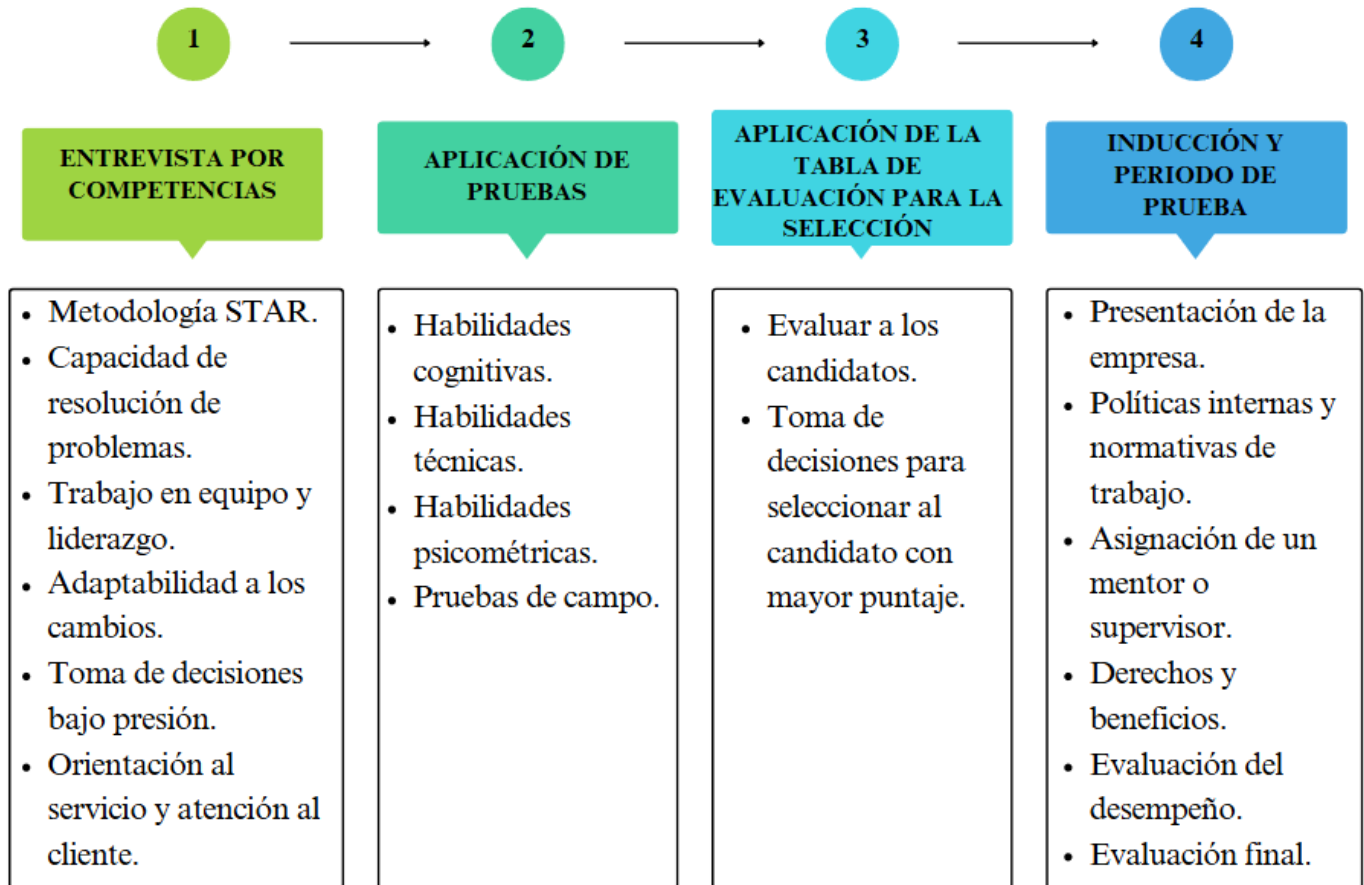 1
2
3
4
ENTREVISTA POR
COMPETENCIAS
• Metodología STAR.
• Capacidad de
resolución de
problemas.
• Trabajo en equipo y
liderazgo.
• Adaptabilidad a los
cambios.
• Toma de decisiones
bajo presión.
• Orientación al
servicio y atención al
cliente.
APLICACIÓN DE
PRUEBAS
• Habilidades
cognitivas.
• Habilidades
técnicas.
• Habilidades
psicométricas.
• Pruebas de campo.
APLICACIÓN DE LA
TABLA DE
EVALUACIÓN PARA LA
SELECCIÓN
• Evaluar a los
candidatos.
• Toma de
decisiones para
seleccionar al
candidato con
mayor puntaje.
INDUCCIÓN Y
PERIODO DE
PRUEBA
• Presentación de la
empresa.
• Políticas internas y
normativas de
trabajo.
• Asignación de un
mentor o
supervisor.
• Derechos y
beneficios.
• Evaluación del
desempeño.
• Evaluación final.